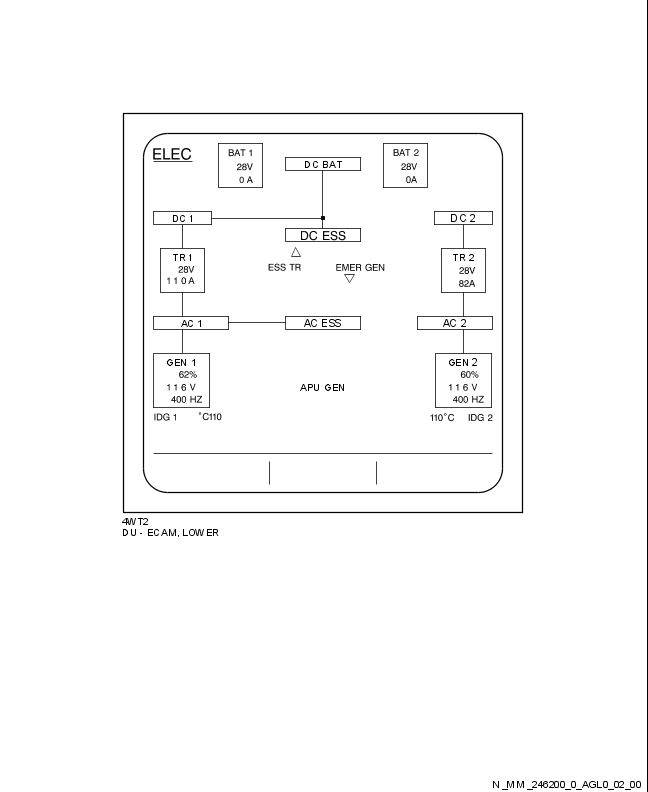 ELEC
BAT 1
28V
0 A
DC BAT
BAT 2
28V
0A
DC 1
DC 2
DC ESS
TR 1
28V
110A
ESS TR
EMER GEN
TR 2
28V
82A
AC 1
AC ESS
AC 2
GEN 1
62%
116 V
400 HZ
APU GEN
GEN 2
60%
116 V
400 HZ
IDG 1 °C110
110°C IDG 2
4WT2
DU - ECAM, LOWER
N_MM_246200_0_AGL0_02_00